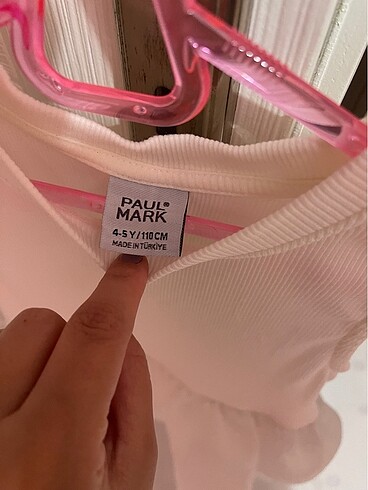 PAUL®
MARK
4-5 Y / 110 CM
MADE IN TÜRKİYE